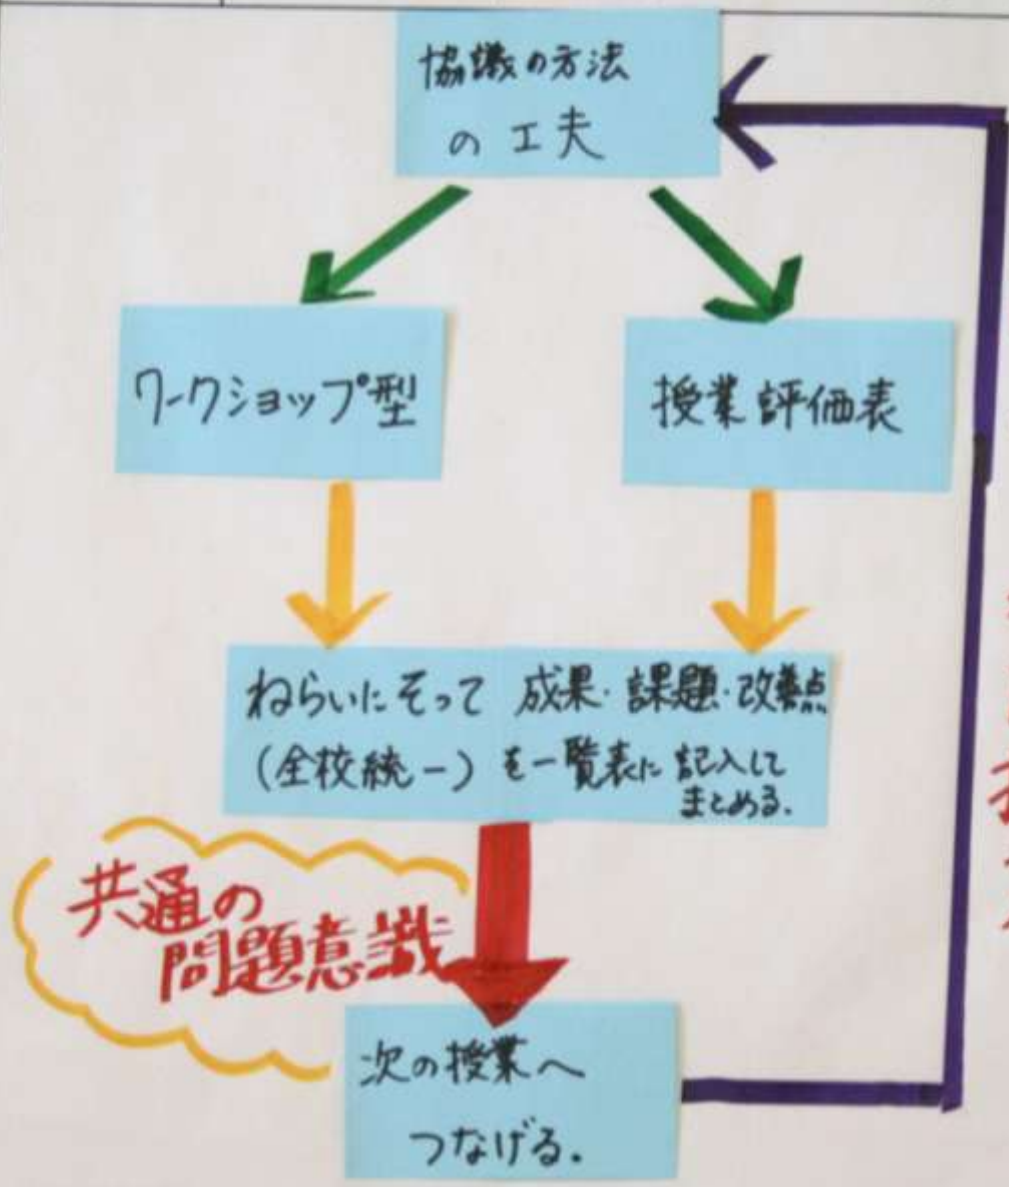 協議の方法
の工夫
ワークショップ型
授業評価表
ねらいにそって 成果・課題・改善点
(全校統一)を一覧表に記入して
まとめる.
共通の
問題意識
次の授業へ
つなげる.